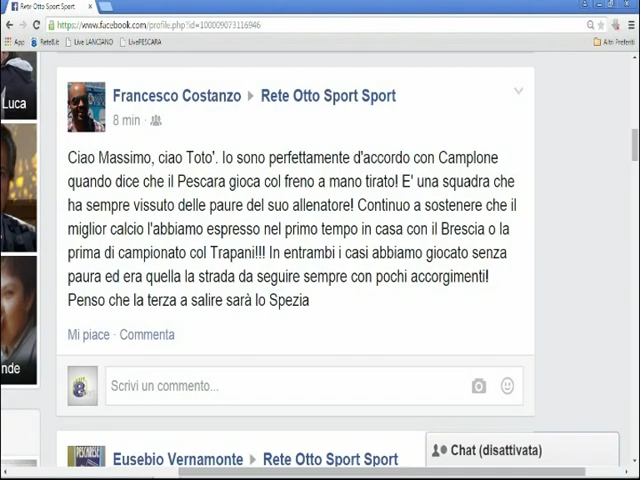 Rete Otto Sport Sport
https://www.facebook.com/profile.php?id=100009073116946
App
Rete8.it
Live LANCIANO
LivePESCARA
Altri Preferiti
Luca
Francesco Costanzo Rete Otto Sport Sport
8 min ·
Ciao Massimo, ciao Toto'. Io sono perfettamente d'accordo con Camplone
quando dice che il Pescara gioca col freno a mano tirato! E' una squadra che
ha sempre vissuto delle paure del suo allenatore! Continuo a sostenere che il
miglior calcio l'abbiamo espresso nel primo tempo in casa con il Brescia o la
prima di campionato col Trapani!!! In entrambi i casi abbiamo giocato senza
paura ed era quella la strada da seguire sempre con pochi accorgimenti!
Penso che la terza a salire sarà lo Spezia
Mi piace · Commenta
nde
8
Scrivi un commento...
Chat (disattivata)
PESCARESE
Eusebio Vernamonte Rete Otto Sport Sport